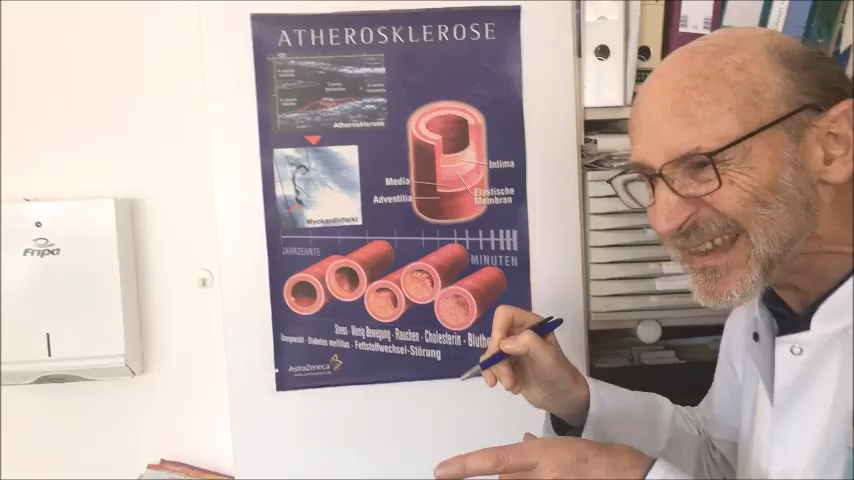 ATHEROSKLEROSE
Atherosklerose
Myokardinfarkt
Intima
Media
Adventitia
Elastische
Membran
JAHRZEHNTE
MINUTEN
Stress - Wenig Bewegung - Rauchen - Cholesterin -
Übergewicht - Diabetes mellitus - Fettstoffwechsel-Störung
AstraZeneca
Fripa